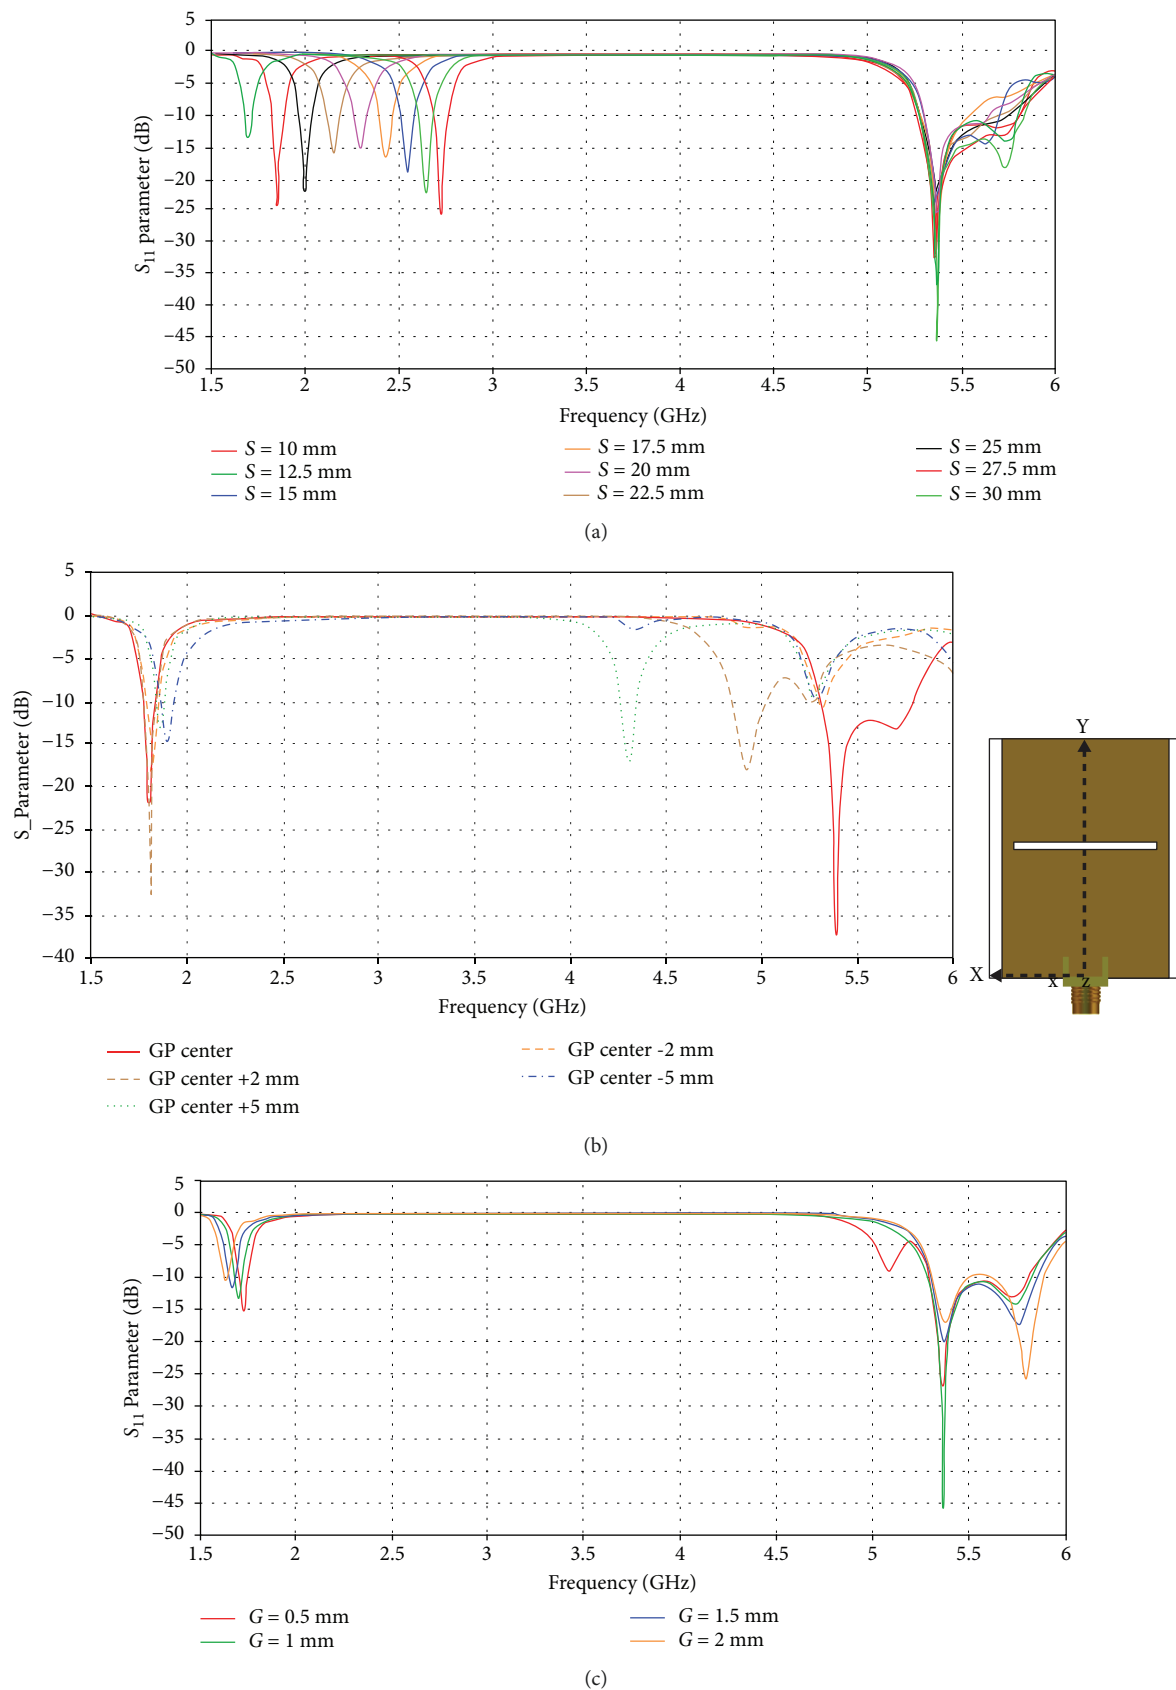 5
0
−5
−10
−15
−20
−25
−30
−35
−40
−45
−50
S11 parameter (dB)
1.5 2 2.5 3 3.5 4 4.5 5 5.5 6
Frequency (GHz)
S = 10 mm
S = 12.5 mm
S = 15 mm
S = 17.5 mm
S = 20 mm
S = 22.5 mm
S = 25 mm
S = 27.5 mm
S = 30 mm
(a)
5
0
−5
−10
−15
−20
−25
−30
−35
−40
S_Parameter (dB)
1.5 2 2.5 3 3.5 4 4.5 5 5.5 6
Frequency (GHz)
Y
X
x z
GP center
GP center +2 mm
GP center +5 mm
GP center -2 mm
GP center -5 mm
(b)
5
0
−5
−10
−15
−20
−25
−30
−35
−40
−45
−50
S11 Parameter (dB)
1.5 2 2.5 3 3.5 4 4.5 5 5.5 6
Frequency (GHz)
G = 0.5 mm
G = 1 mm
G = 1.5 mm
G = 2 mm
(c)